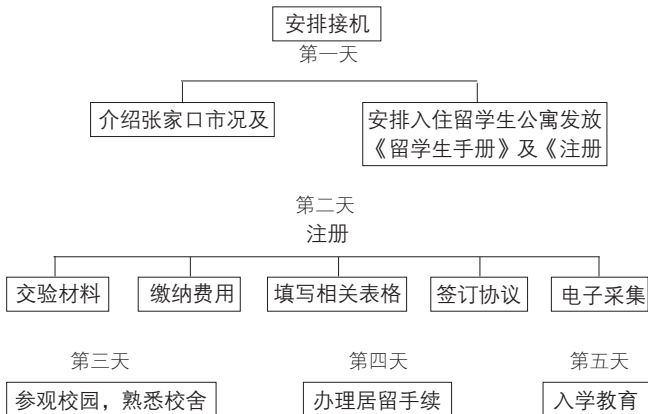 安排接机
第一天
介绍张家口市况及
安排入住留学生公寓发放
《留学生手册》及《注册
第二天
注册
交验材料
缴纳费用
填写相关表格
签订协议
电子采集
第三天
第四天
第五天
参观校园，熟悉校舍
办理居留手续
入学教育